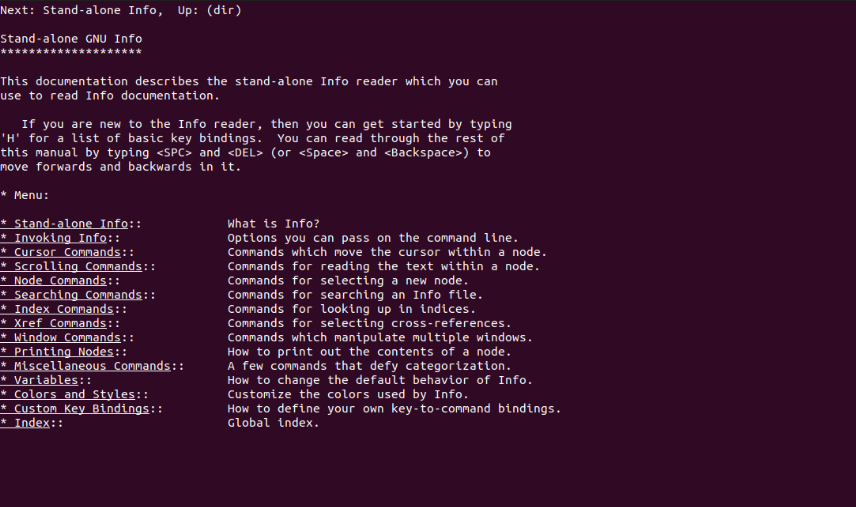 Next: Stand-alone Info,  Up: (dir)
Stand-alone GNU Info
********************
This documentation describes the stand-alone Info reader which you can
use to read Info documentation.
   If you are new to the Info reader, then you can get started by typing
'H' for a list of basic key bindings.  You can read through the rest of
this manual by typing <SPC> and <DEL> (or <Space> and <Backspace>) to
move forwards and backwards in it.
* Menu:
* Stand-alone Info::            What is Info?
* Invoking Info::               Options you can pass on the command line.
* Cursor Commands::             Commands which move the cursor within a node.
* Scrolling Commands::          Commands for reading the text within a node.
* Node Commands::               Commands for selecting a new node.
* Searching Commands::          Commands for searching an Info file.
* Index Commands::              Commands for looking up in indices.
* Xref Commands::               Commands for selecting cross-references.
* Window Commands::             Commands which manipulate multiple windows.
* Printing Nodes::              How to print out the contents of a node.
* Miscellaneous Commands::      A few commands that defy categorization.
* Variables::                   How to change the default behavior of Info.
* Colors and Styles::           Customize the colors used by Info.
* Custom Key Bindings::         How to define your own key-to-command bindings.
* Index::                       Global index.